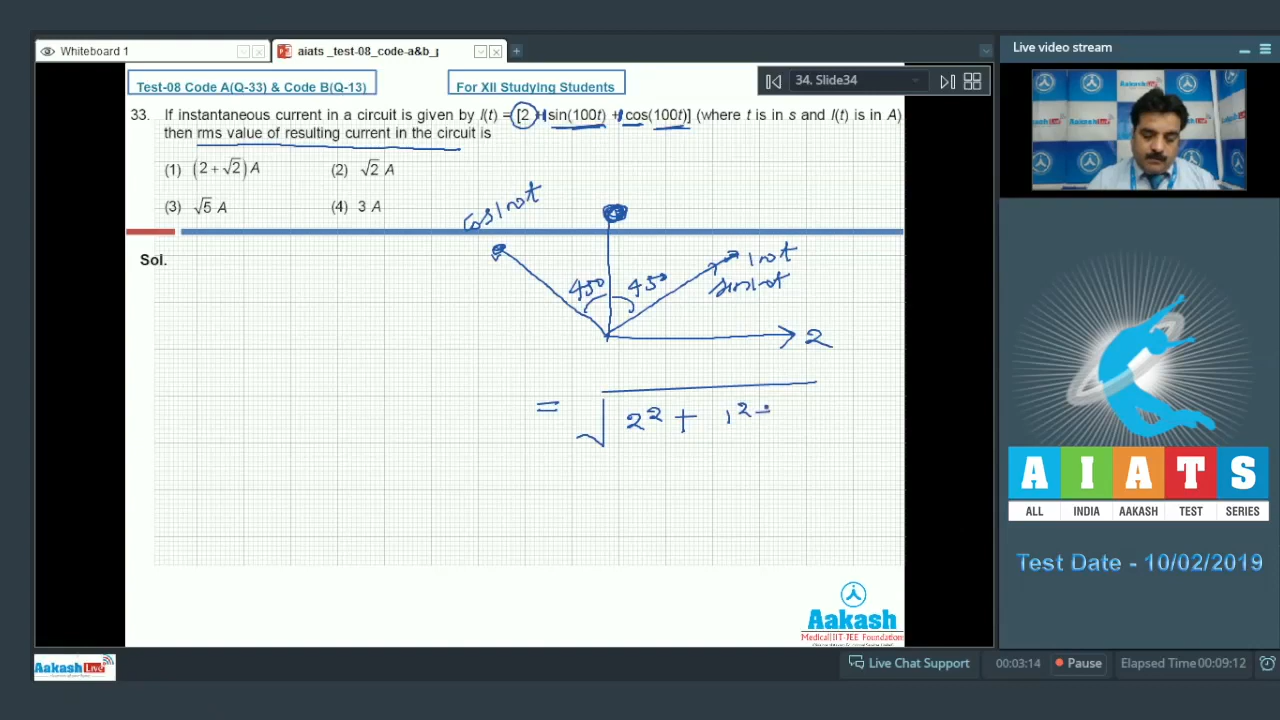 Whiteboard 1
aiats _test-08_code-a&b_
Live video stream
Test-08 Code A(Q-33) & Code B(Q-13)
For XII Studying Students
34. Slide34
33. If instantaneous current in a circuit is given by I(t) = [2 + sin(100t) + cos(100t)] (where t is in s and I(t) is in A)
then rms value of resulting current in the circuit is
(1) (2 + √2) A
(2) √2 A
(3) √5 A
(4) 3 A
Sol.
cos100t
45°
45°
100t
sin100t
2
= √2² + 1² +
A I A T S
ALL INDIA AAKASH TEST SERIES
Test Date - 10/02/2019
Aakash
Medical|IIT-JEE|Foundations
Aakash Live
Live Chat Support
00:03:14
Pause
Elapsed Time 00:09:12